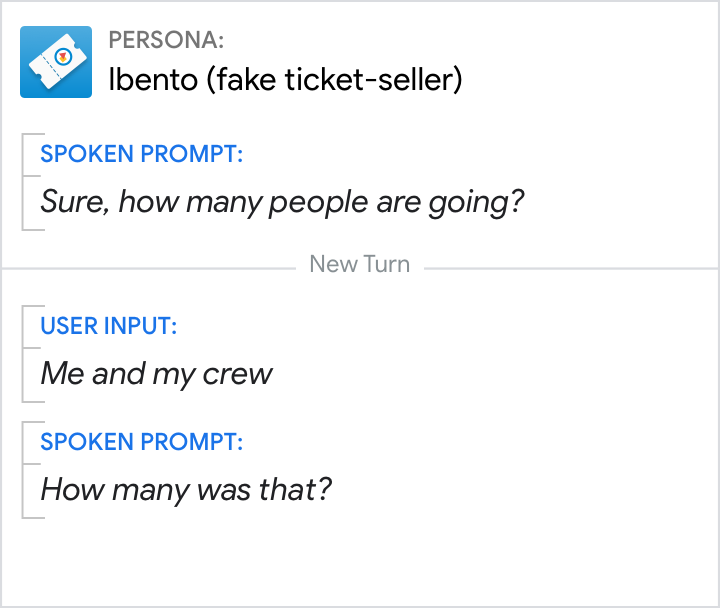 PERSONA:
Ibento (fake ticket-seller)
SPOKEN PROMPT:
Sure, how many people are going?
New Turn
USER INPUT:
Me and my crew
SPOKEN PROMPT:
How many was that?